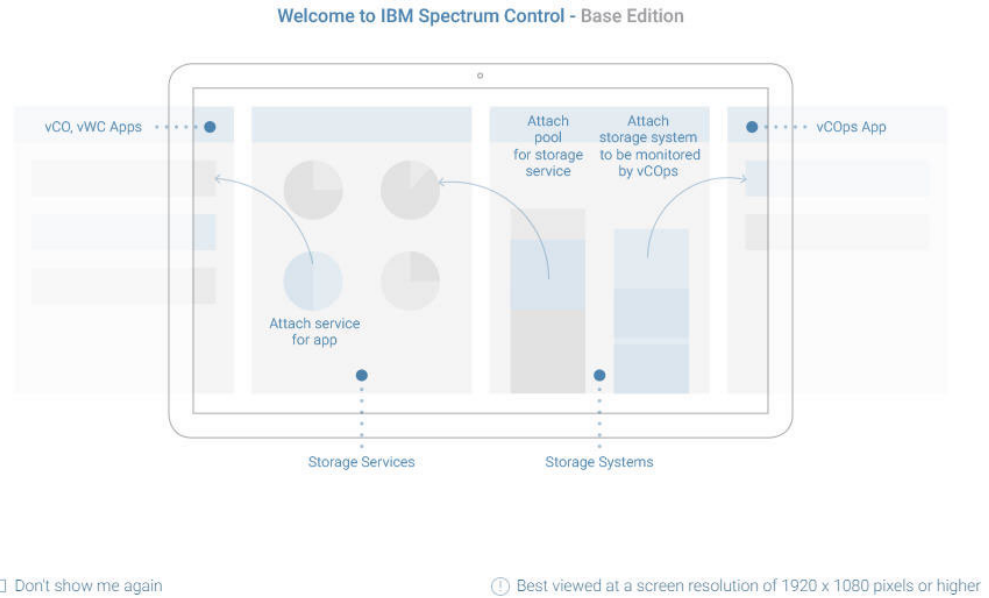 Welcome to IBM Spectrum Control - Base Edition
vCO, vWC Apps
Attach
pool
for storage
service
Attach
storage system
to be monitored
by vCOps
vCOps App
Attach service
for app
Storage Services
Storage Systems
Don't show me again
Best viewed at a screen resolution of 1920 x 1080 pixels or higher